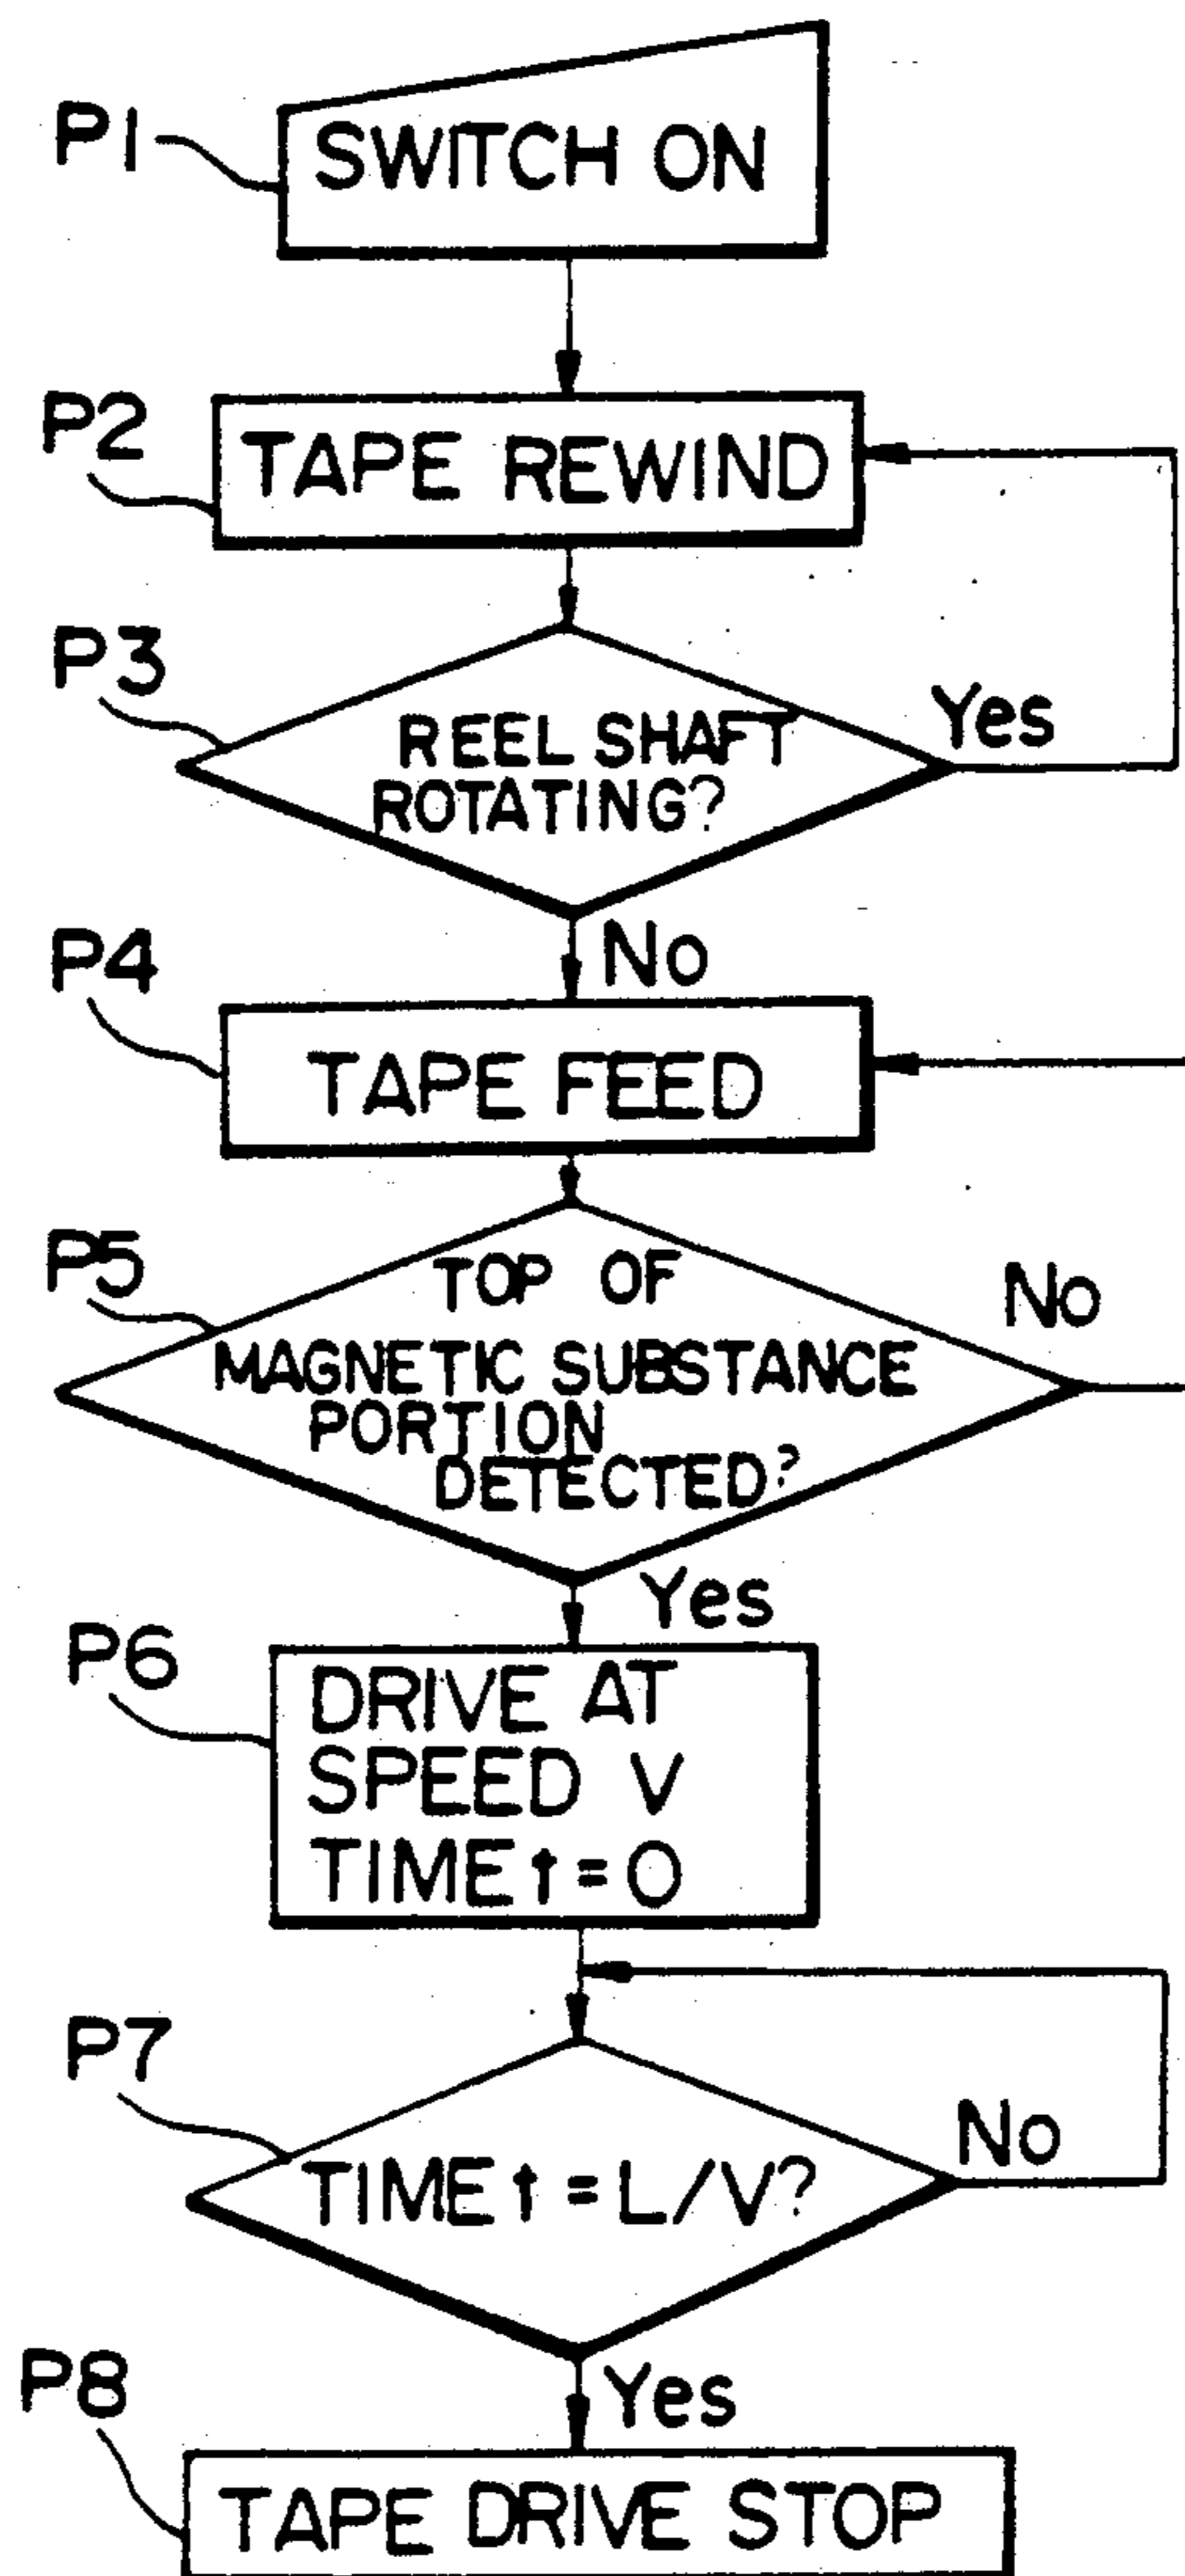 P1
SWITCH ON
P2
TAPE REWIND
P3
REEL SHAFT
ROTATING?
Yes
No
P4
TAPE FEED
P5
TOP OF
MAGNETIC SUBSTANCE
PORTION
DETECTED?
No
Yes
P6
DRIVE AT
SPEED V
TIME t = 0
P7
TIME t = L/V?
No
Yes
P8
TAPE DRIVE STOP